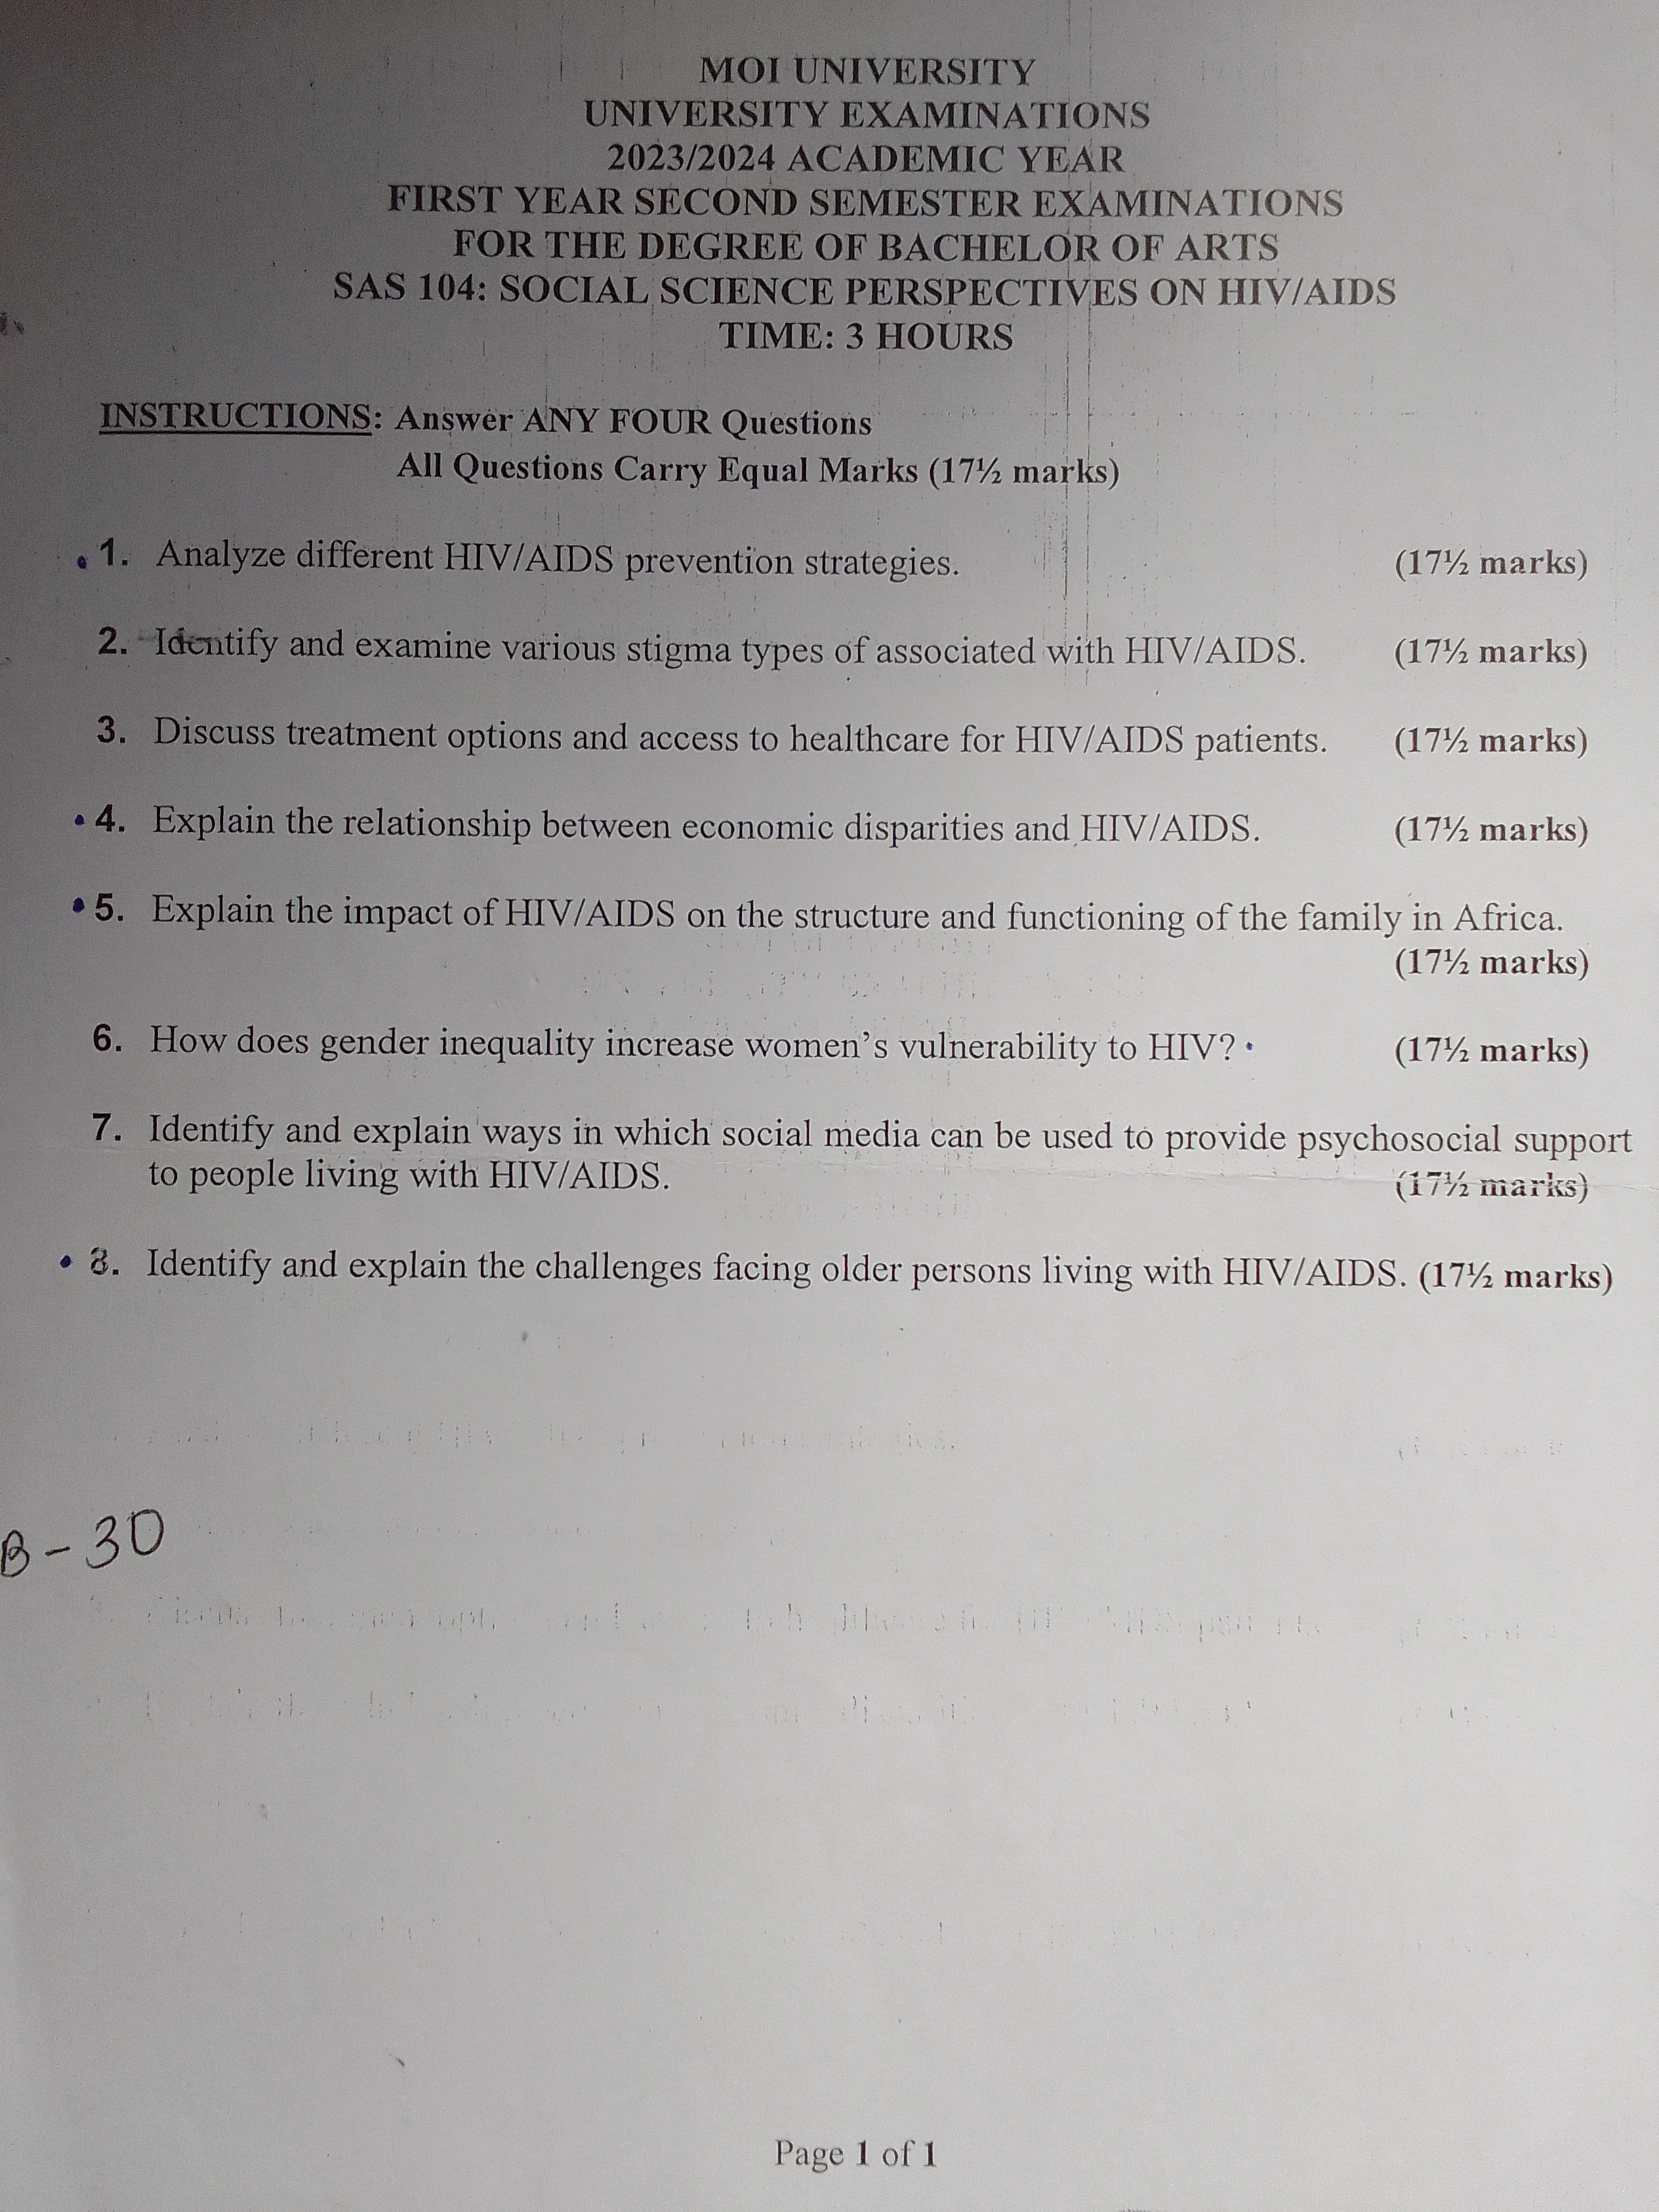 MOI UNIVERSITY
UNIVERSITY EXAMINATIONS
2023/2024 ACADEMIC YEAR
FIRST YEAR SECOND SEMESTER EXAMINATIONS
FOR THE DEGREE OF BACHELOR OF ARTS
SAS 104: SOCIAL SCIENCE PERSPECTIVES ON HIV/AIDS
TIME: 3 HOURS
INSTRUCTIONS: Answer ANY FOUR Questions
All Questions Carry Equal Marks (17½ marks)
1. Analyze different HIV/AIDS prevention strategies. (17½ marks)
2. Identify and examine various stigma types of associated with HIV/AIDS. (17½ marks)
3. Discuss treatment options and access to healthcare for HIV/AIDS patients. (17½ marks)
4. Explain the relationship between economic disparities and HIV/AIDS. (17½ marks)
5. Explain the impact of HIV/AIDS on the structure and functioning of the family in Africa.
(17½ marks)
6. How does gender inequality increase women's vulnerability to HIV? (17½ marks)
7. Identify and explain ways in which social media can be used to provide psychosocial support
to people living with HIV/AIDS. (17½ marks)
8. Identify and explain the challenges facing older persons living with HIV/AIDS. (17½ marks)
B - 30
Page 1 of 1